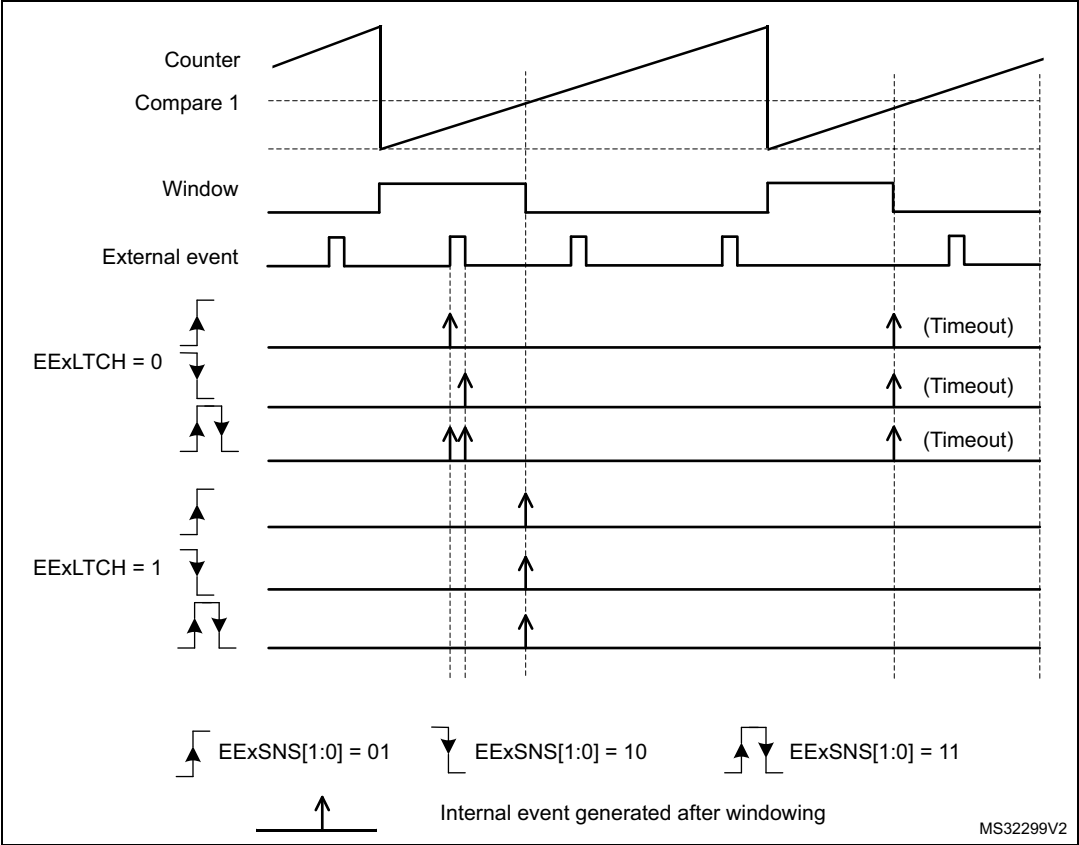 Counter
Compare 1
Window
External event
(Timeout)
EExLTCH = 0
(Timeout)
(Timeout)
EExLTCH = 1
EExSNS[1:0] = 01
EExSNS[1:0] = 10
EExSNS[1:0] = 11
Internal event generated after windowing
MS32299V2